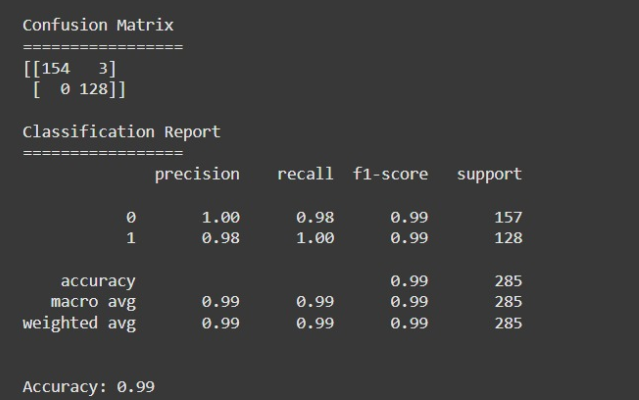 Confusion Matrix
=================
[[154   3]
 [  0 128]]
Classification Report
=================
              precision    recall  f1-score   support
           0       1.00      0.98      0.99       157
           1       0.98      1.00      0.99       128
    accuracy                           0.99       285
   macro avg       0.99      0.99      0.99       285
weighted avg       0.99      0.99      0.99       285
Accuracy: 0.99